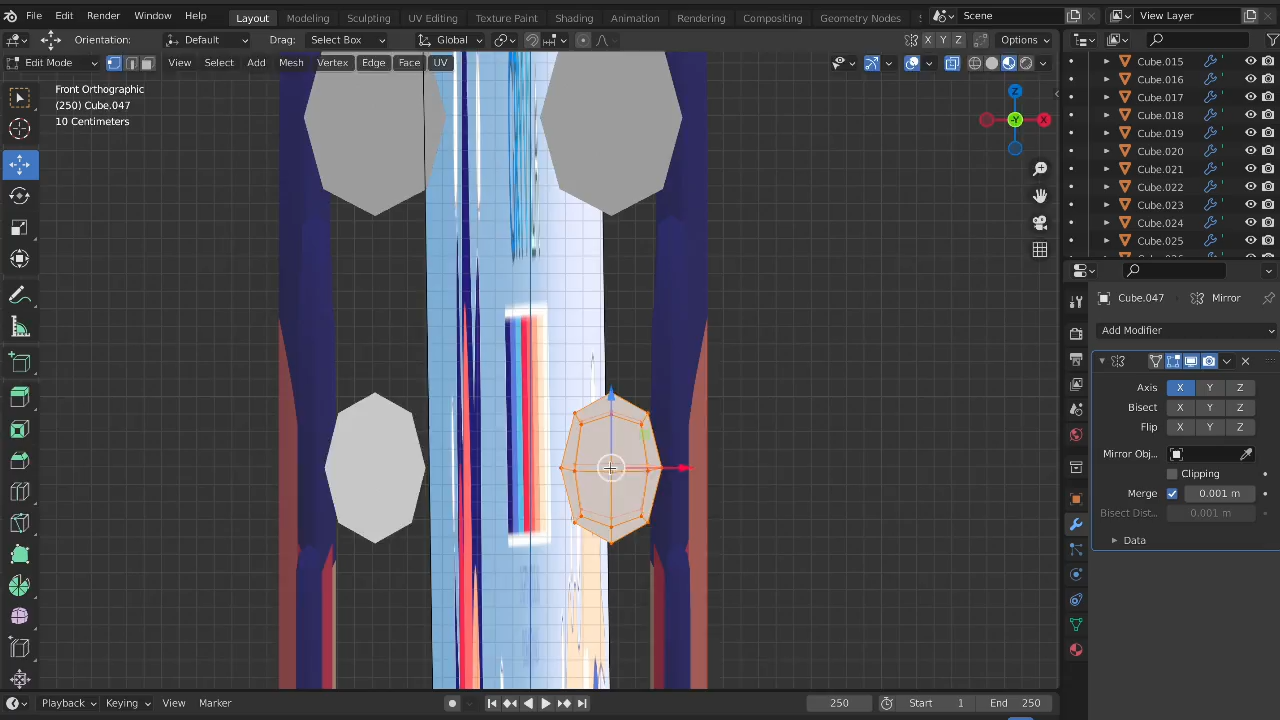 File Edit Render Window Help Layout Modeling Sculpting UV Editing Texture Paint Shading Animation Rendering Compositing Geometry Nodes Scene View Layer
Orientation: Default Drag: Select Box Global X Y Z Options
Edit Mode View Select Add Mesh Vertex Edge Face UV
Front Orthographic
(250) Cube.047
10 Centimeters
Z
-Y
X
Cube.015
Cube.016
Cube.017
Cube.018
Cube.019
Cube.020
Cube.021
Cube.022
Cube.023
Cube.024
Cube.025
Cube.047 Mirror
Add Modifier
Axis X Y Z
Bisect X Y Z
Flip X Y Z
Mirror Obj...
Clipping
Merge 0.001 m
Bisect Dist... 0.001 m
Data
Playback Keying View Marker 250 Start 1 End 250